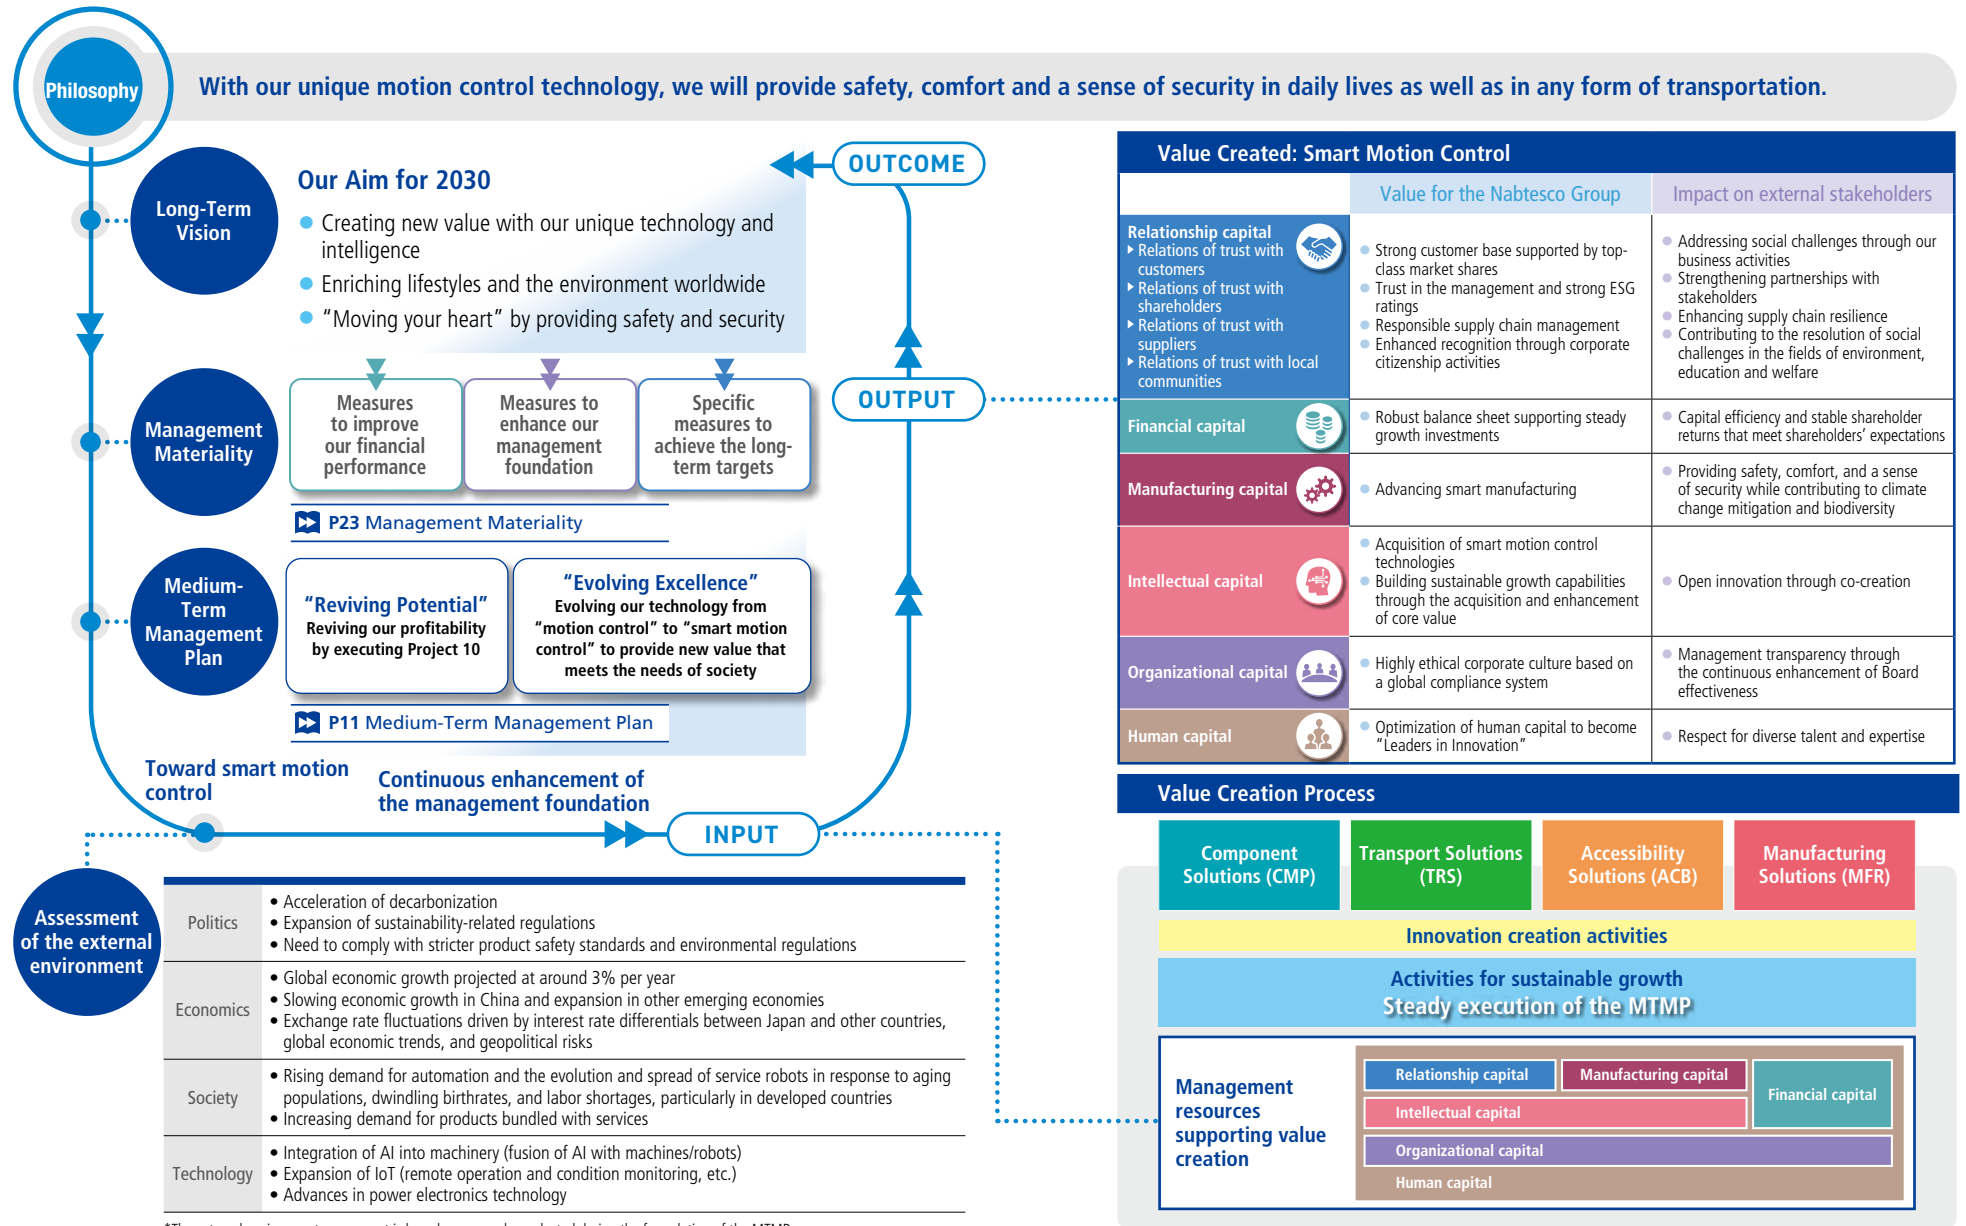 Philosophy
With our unique motion control technology, we will provide safety, comfort and a sense of security in daily lives as well as in any form of transportation.
Long-Term
Vision
Our Aim for 2030
Creating new value with our unique technology and
intelligence
Enriching lifestyles and the environment worldwide
“Moving your heart” by providing safety and security
Management
Materiality
Measures
to improve
our financial
performance
Measures to
enhance our
management
foundation
Specific
measures to
achieve the long-
term targets
P23 Management Materiality
Medium-
Term
Management
Plan
“Reviving Potential”
Reviving our profitability
by executing Project 10
“Evolving Excellence”
Evolving our technology from
“motion control” to “smart motion
control” to provide new value that
meets the needs of society
P11 Medium-Term Management Plan
Toward smart motion
control
Continuous enhancement of
the management foundation
INPUT
OUTPUT
OUTCOME
Assessment
of the external
environment
Politics
• Acceleration of decarbonization
• Expansion of sustainability-related regulations
• Need to comply with stricter product safety standards and environmental regulations
Economics
• Global economic growth projected at around 3% per year
• Slowing economic growth in China and expansion in other emerging economies
• Exchange rate fluctuations driven by interest rate differentials between Japan and other countries,
global economic trends, and geopolitical risks
Society
• Rising demand for automation and the evolution and spread of service robots in response to aging
populations, dwindling birthrates, and labor shortages, particularly in developed countries
• Increasing demand for products bundled with services
Technology
• Integration of AI into machinery (fusion of AI with machines/robots)
• Expansion of IoT (remote operation and condition monitoring, etc.)
• Advances in power electronics technology
Value Created: Smart Motion Control
Value for the Nabtesco Group
Impact on external stakeholders
Relationship capital
Relations of trust with
customers
Relations of trust with
shareholders
Relations of trust with
suppliers
Relations of trust with local
communities
Strong customer base supported by top-
class market shares
Trust in the management and strong ESG
ratings
Responsible supply chain management
Enhanced recognition through corporate
citizenship activities
Addressing social challenges through our
business activities
Strengthening partnerships with
stakeholders
Enhancing supply chain resilience
Contributing to the resolution of social
challenges in the fields of environment,
education and welfare
Financial capital
Robust balance sheet supporting steady
growth investments
Capital efficiency and stable shareholder
returns that meet shareholders’ expectations
Manufacturing capital
Advancing smart manufacturing
Providing safety, comfort, and a sense
of security while contributing to climate
change mitigation and biodiversity
Intellectual capital
Acquisition of smart motion control
technologies
Building sustainable growth capabilities
through the acquisition and enhancement
of core value
Open innovation through co-creation
Organizational capital
Highly ethical corporate culture based on
a global compliance system
Management transparency through
the continuous enhancement of Board
effectiveness
Human capital
Optimization of human capital to become
“Leaders in Innovation”
Respect for diverse talent and expertise
Value Creation Process
Component
Solutions (CMP)
Transport Solutions
(TRS)
Accessibility
Solutions (ACB)
Manufacturing
Solutions (MFR)
Innovation creation activities
Activities for sustainable growth
Steady execution of the MTMP
Management
resources
supporting value
creation
Relationship capital
Manufacturing capital
Financial capital
Intellectual capital
Organizational capital
Human capital